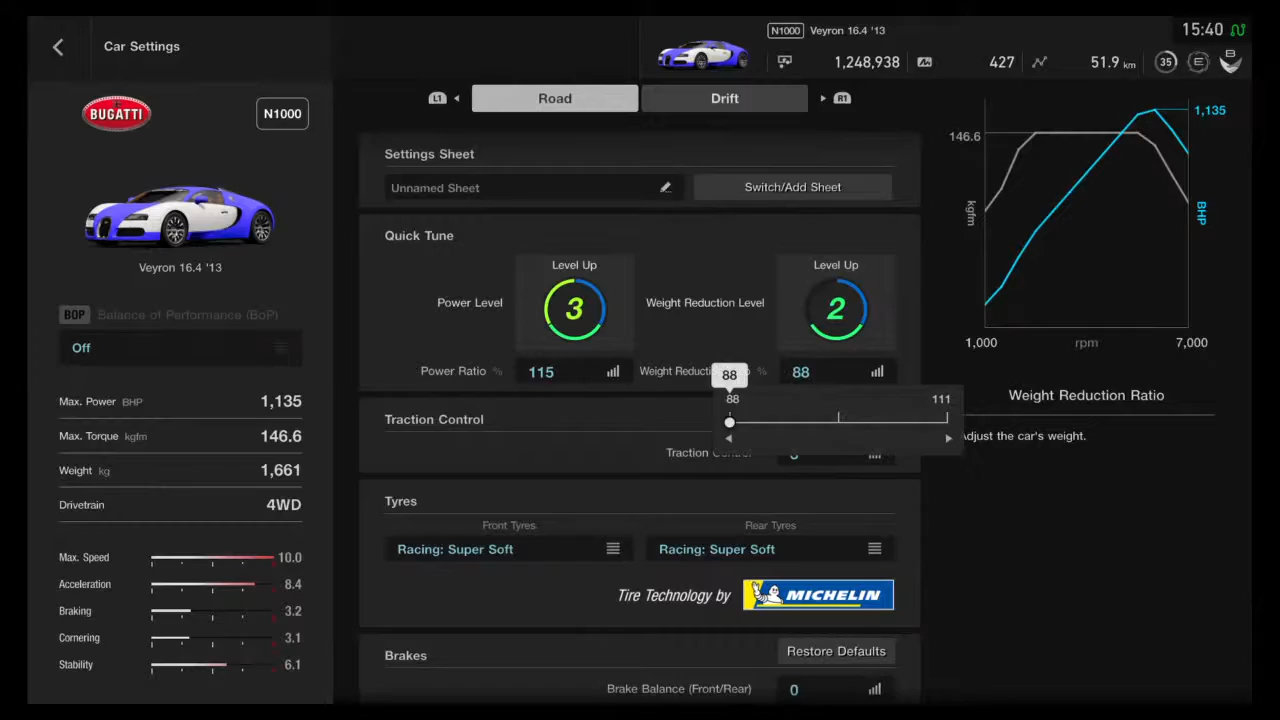 Car Settings
N1000 Veyron 16.4 '13
15:40
1,248,938 427 51.9 km 35 E B
BUGATTI
N1000
Veyron 16.4 '13
BOP Balance of Performance (BoP)
Off
Max. Power BHP 1,135
Max. Torque kgfm 146.6
Weight kg 1,661
Drivetrain 4WD
Max. Speed 10.0
Acceleration 8.4
Braking 3.2
Cornering 3.1
Stability 6.1
L1 Road Drift R1
Settings Sheet
Unnamed Sheet Switch/Add Sheet
Quick Tune
Level Up Level Up
Power Level 3 Weight Reduction Level 2
Power Ratio % 115 Weight Reducti % 88
88
88 111
Traction Control
Traction
Tyres
Front Tyres Rear Tyres
Racing: Super Soft Racing: Super Soft
Tire Technology by MICHELIN
Brakes Restore Defaults
Brake Balance (Front/Rear) 0
1,135
146.6
kgfm BHP
1,000 rpm 7,000
Weight Reduction Ratio
djust the car's weight.